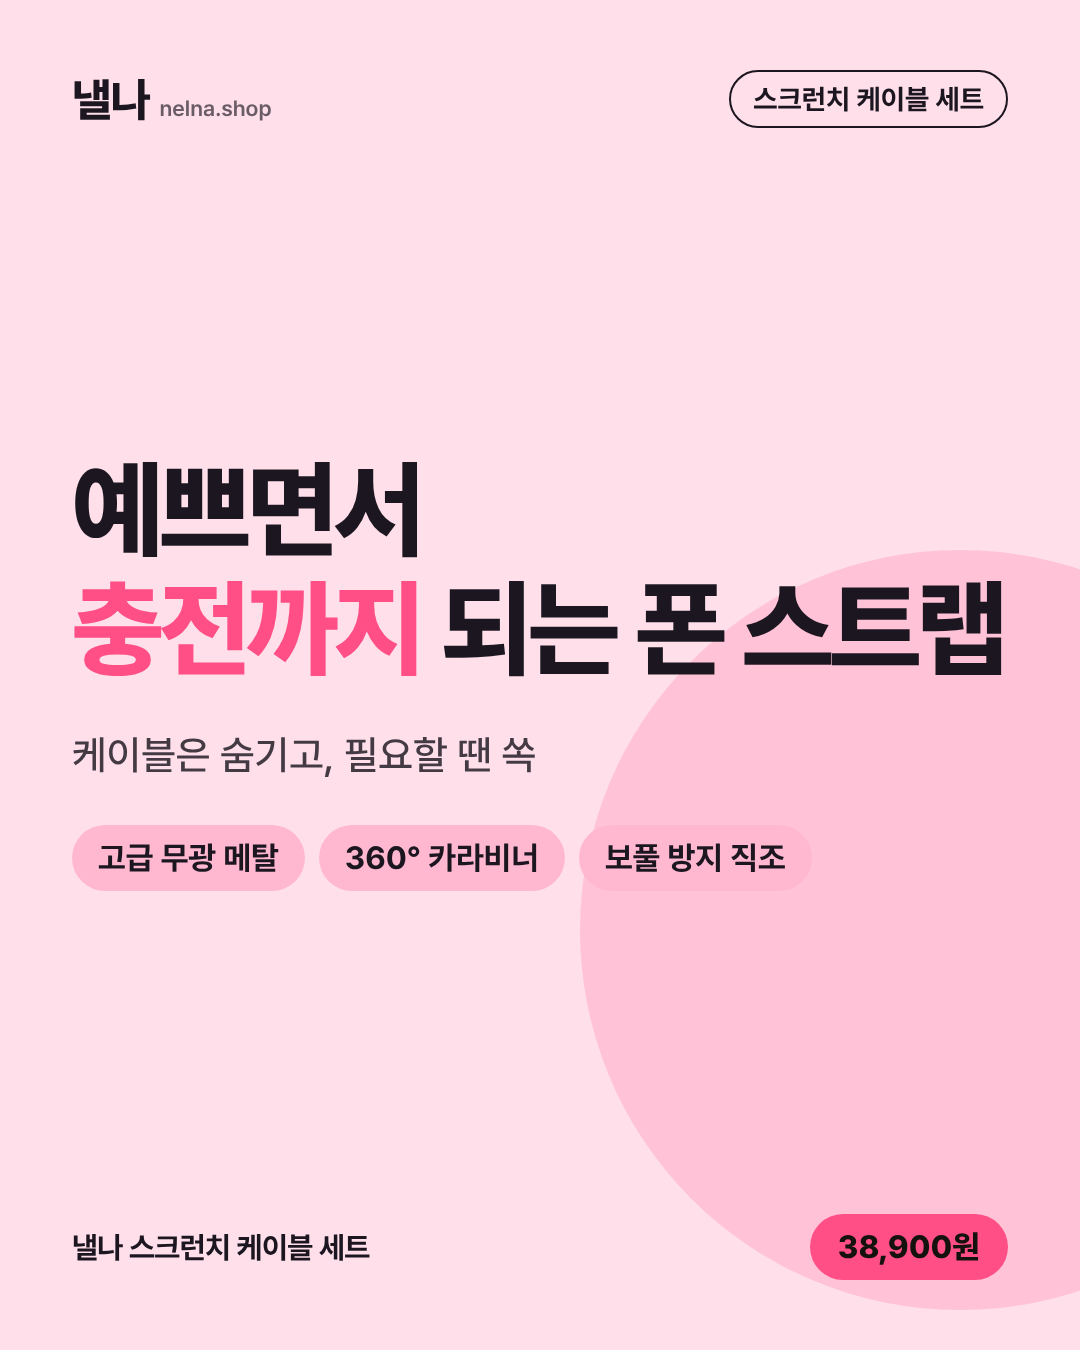 낼나 nelna.shop
스크런치 케이블 세트
예쁘면서
충전까지 되는 폰 스트랩
케이블은 숨기고, 필요할 땐 쏙
고급 무광 메탈
360° 카라비너
보풀 방지 직조
낼나 스크런치 케이블 세트
38,900원